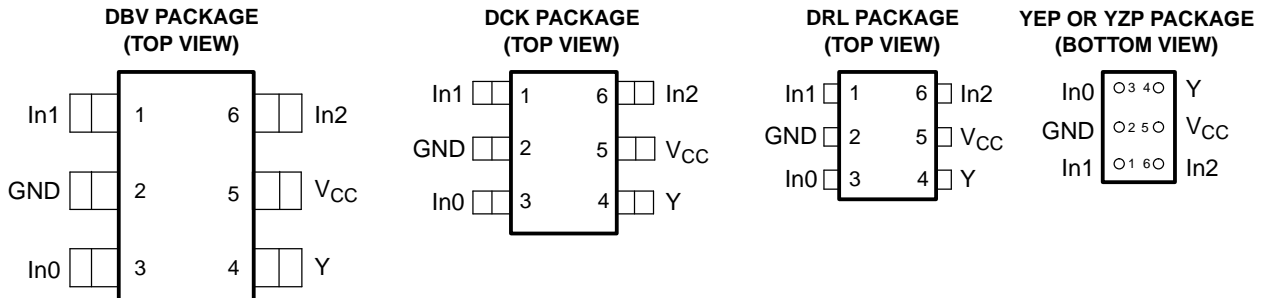 DBV PACKAGE
(TOP VIEW)
In1 1 6 In2
GND 2 5 VCC
In0 3 4 Y
DCK PACKAGE
(TOP VIEW)
In1 1 6 In2
GND 2 5 VCC
In0 3 4 Y
DRL PACKAGE
(TOP VIEW)
In1 1 6 In2
GND 2 5 VCC
In0 3 4 Y
YEP OR YZP PACKAGE
(BOTTOM VIEW)
In0 3 4 Y
GND 2 5 VCC
In1 1 6 In2